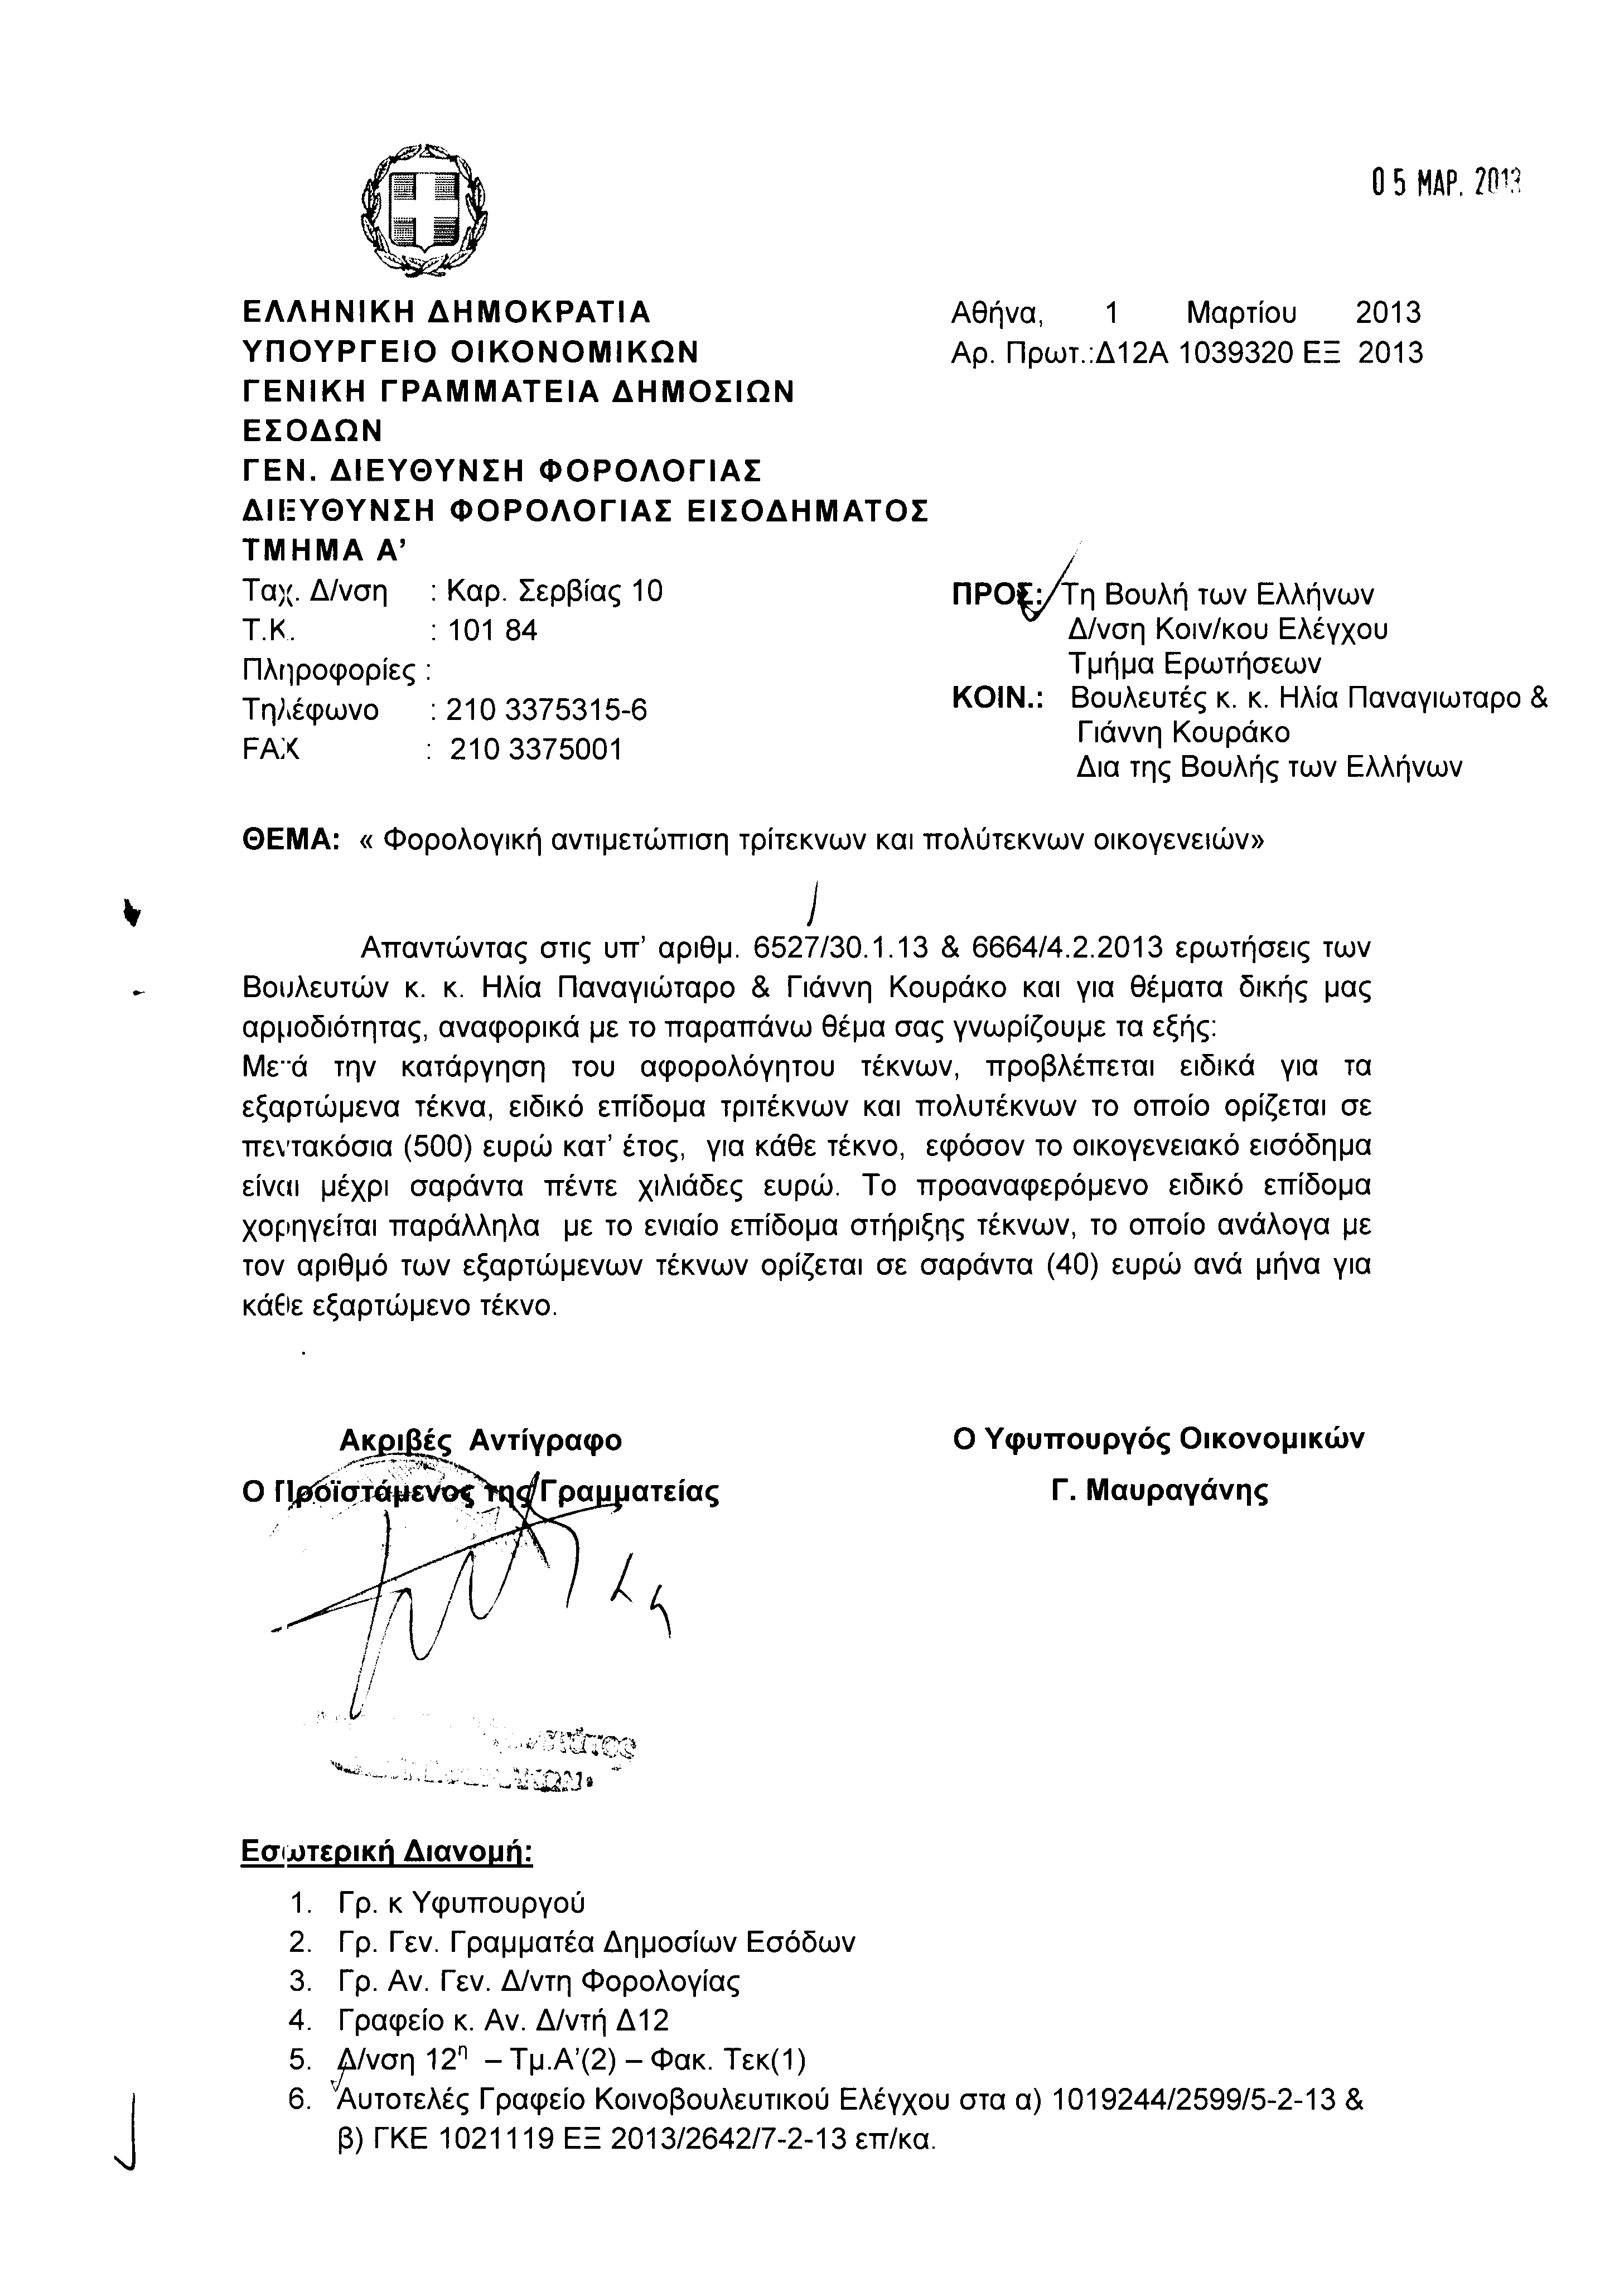 05 ΜΑΡ. 2013
ΕΛΛΗΝΙΚΗ ΔΗΜΟΚΡΑΤΙΑ
ΥΠΟΥΡΓΕΙΟ ΟΙΚΟΝΟΜΙΚΩΝ
ΓΕΝΙΚΗ ΓΡΑΜΜΑΤΕΙΑ ΔΗΜΟΣΙΩΝ
ΕΣΟΔΩΝ
ΓΕΝ. ΔΙΕΥΘΥΝΣΗ ΦΟΡΟΛΟΓΙΑΣ
ΔΙΕΥΘΥΝΣΗ ΦΟΡΟΛΟΓΙΑΣ ΕΙΣΟΔΗΜΑΤΟΣ
ΤΜΗΜΑ Α’
Ταχ. Δ/νση : Καρ. Σερβίας 10
Τ.Κ. : 101 84
Πληροφορίες :
Τηλέφωνο : 210 3375315-6
FAX : 210 3375001
Αθήνα, 1 Μαρτίου 2013
Αρ. Πρωτ.:Δ12Α 1039320 ΕΞ 2013
ΠΡΟΣ: Τη Βουλή των Ελλήνων
Δ/νση Κοιν/κου Ελέγχου
Τμήμα Ερωτήσεων
ΚΟΙΝ.: Βουλευτές κ. κ. Ηλία Παναγιωταρο &
Γιάννη Κουράκο
Δια της Βουλής των Ελλήνων
ΘΕΜΑ: « Φορολογική αντιμετώπιση τρίτεκνων και πολύτεκνων οικογενειών»
Απαντώντας στις υπ’ αριθμ. 6527/30.1.13 & 6664/4.2.2013 ερωτήσεις των
Βουλευτών κ. κ. Ηλία Παναγιώταρο & Γιάννη Κουράκο και για θέματα δικής μας
αρμοδιότητας, αναφορικά με το παραπάνω θέμα σας γνωρίζουμε τα εξής:
Μετά την κατάργηση του αφορολόγητου τέκνων, προβλέπεται ειδικά για τα
εξαρτώμενα τέκνα, ειδικό επίδομα τριτέκνων και πολυτέκνων το οποίο ορίζεται σε
πεντακόσια (500) ευρώ κατ’ έτος, για κάθε τέκνο, εφόσον το οικογενειακό εισόδημα
είναι μέχρι σαράντα πέντε χιλιάδες ευρώ. Το προαναφερόμενο ειδικό επίδομα
χορηγείται παράλληλα με το ενιαίο επίδομα στήριξης τέκνων, το οποίο ανάλογα με
τον αριθμό των εξαρτώμενων τέκνων ορίζεται σε σαράντα (40) ευρώ ανά μήνα για
κάθε εξαρτώμενο τέκνο.
Ακριβές Αντίγραφο
Ο Προϊστάμενος της Γραμματείας
Ο Υφυπουργός Οικονομικών
Γ. Μαυραγάνης
Εσωτερική Διανομή:
1. Γρ. κ Υφυπουργού
2. Γρ. Γεν. Γραμματέα Δημοσίων Εσόδων
3. Γρ. Αν. Γεν. Δ/ντη Φορολογίας
4. Γραφείο κ. Αν. Δ/ντή Δ12
5. Δ/νση 12η – Τμ.Α’(2) – Φακ. Τεκ(1)
6. Αυτοτελές Γραφείο Κοινοβουλευτικού Ελέγχου στα α) 1019244/2599/5-2-13 &
β) ΓΚΕ 1021119 ΕΞ 2013/2642/7-2-13 επ/κα.